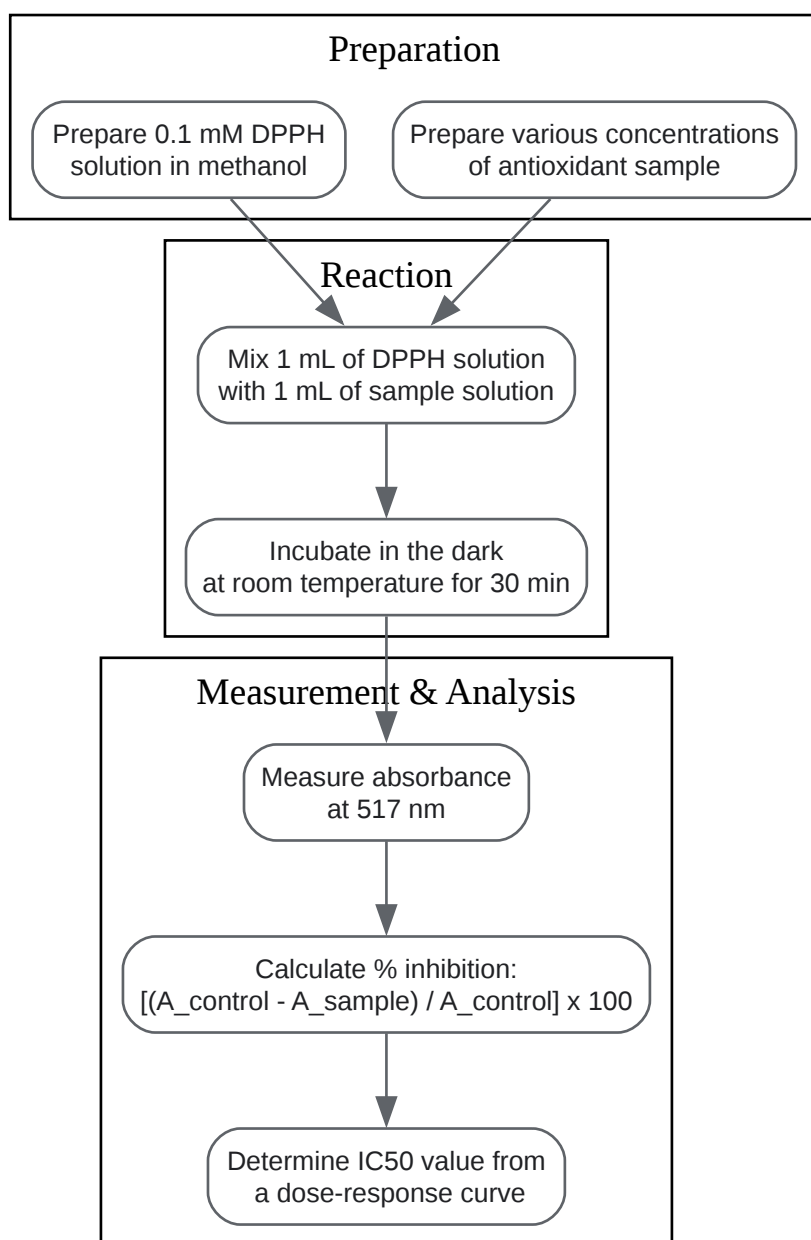 Preparation
Prepare 0.1 mM DPPH
solution in methanol
Prepare various concentrations
of antioxidant sample
Reaction
Mix 1 mL of DPPH solution
with 1 mL of sample solution
Incubate in the dark
at room temperature for 30 min
Measurement & Analysis
Measure absorbance
at 517 nm
Calculate % inhibition:
[(A_control - A_sample) / A_control] x 100
Determine IC50 value from
a dose-response curve